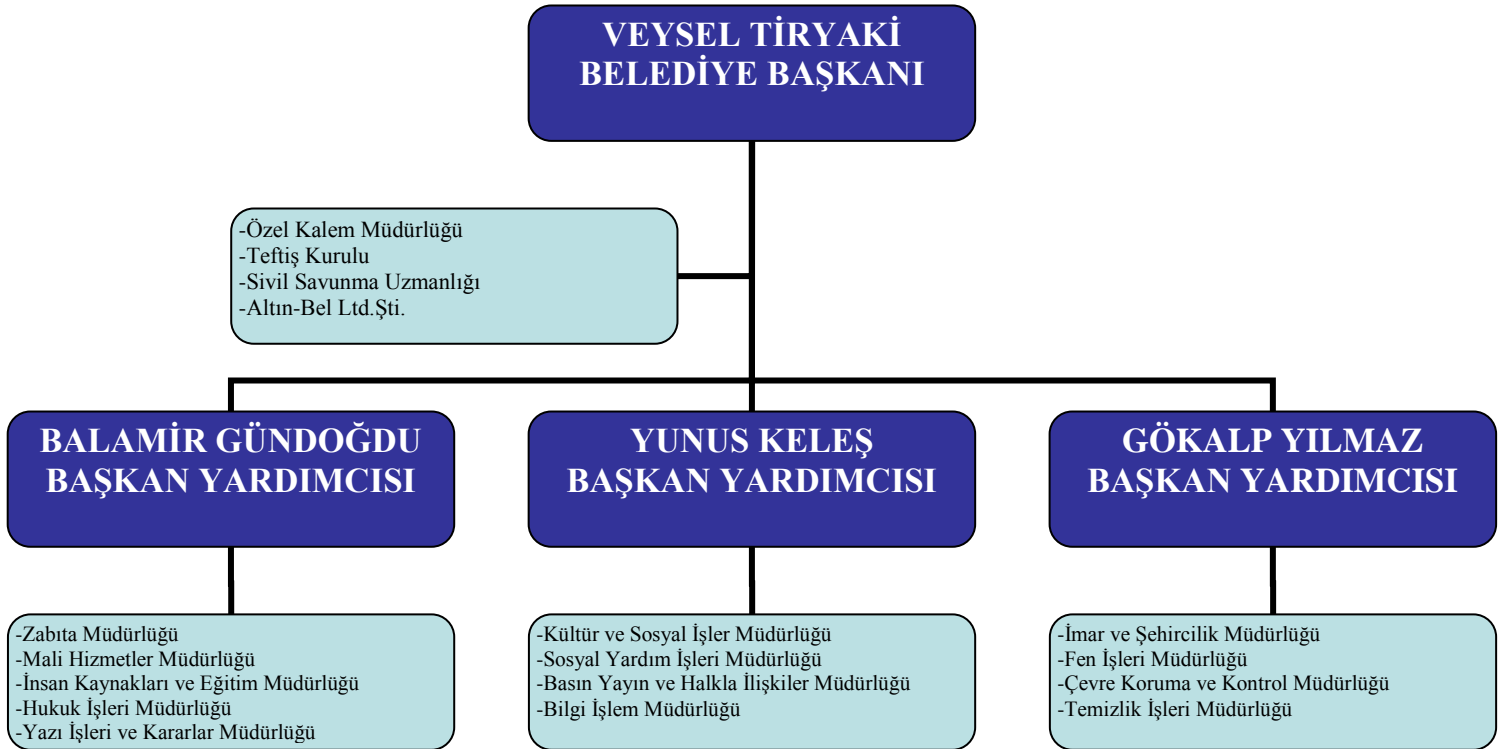 VEYSEL TİRYAKİ
BELEDİYE BAŞKANI
-Özel Kalem Müdürlüğü
-Teftiş Kurulu
-Sivil Savunma Uzmanlığı
-Altın-Bel Ltd.Şti.
BALAMİR GÜNDOĞDU
BAŞKAN YARDIMCISI
-Zabıta Müdürlüğü
-Mali Hizmetler Müdürlüğü
-İnsan Kaynakları ve Eğitim Müdürlüğü
-Hukuk İşleri Müdürlüğü
-Yazı İşleri ve Kararlar Müdürlüğü
YUNUS KELEŞ
BAŞKAN YARDIMCISI
-Kültür ve Sosyal İşler Müdürlüğü
-Sosyal Yardım İşleri Müdürlüğü
-Basın Yayın ve Halkla İlişkiler Müdürlüğü
-Bilgi İşlem Müdürlüğü
GÖKALP YILMAZ
BAŞKAN YARDIMCISI
-İmar ve Şehircilik Müdürlüğü
-Fen İşleri Müdürlüğü
-Çevre Koruma ve Kontrol Müdürlüğü
-Temizlik İşleri Müdürlüğü